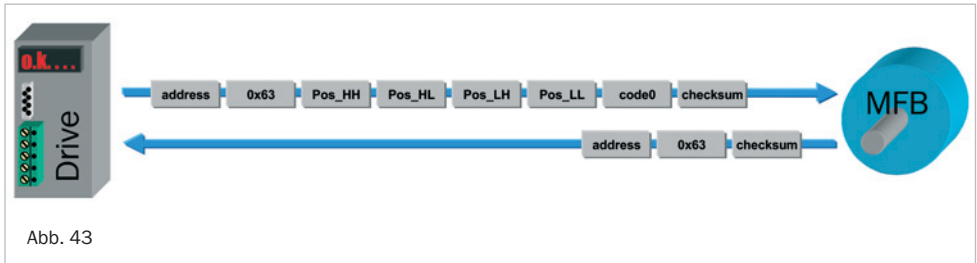 o.k....
address 0x63 Pos_HH Pos_HL Pos_LH Pos_LL code0 checksum
MFB
Drive
address 0x63 checksum
Abb. 43